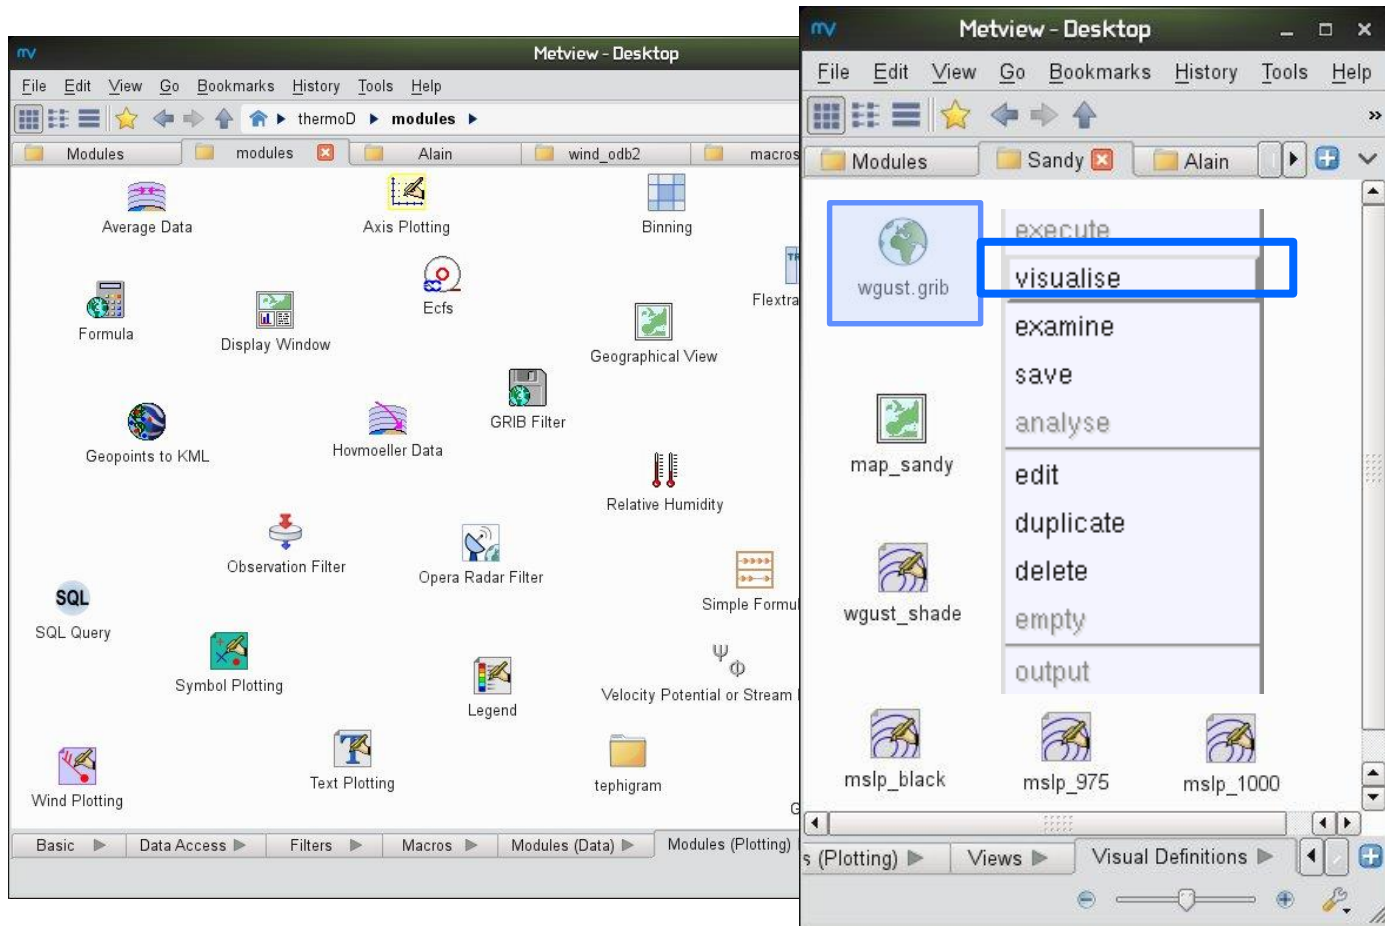 Metview - Desktop
File Edit View Go Bookmarks History Tools Help
thermoD modules
Modules modules Alain wind_odb2 macros
Average Data
Axis Plotting
Binning
Formula
Display Window
Ecfs
Flextra
Geographical View
Geopoints to KML
Hovmoeller Data
GRIB Filter
Relative Humidity
Observation Filter
Opera Radar Filter
Simple Formul
SQL
SQL Query
Symbol Plotting
Legend
Ψ
Φ
Velocity Potential or Stream
Wind Plotting
Text Plotting
tephigram
Basic Data Access Filters Macros Modules (Data) Modules (Plotting)
Metview - Desktop
File Edit View Go Bookmarks History Tools Help
»
Modules Sandy Alain
wgust.grib
map_sandy
wgust_shade
execute
visualise
examine
save
analyse
edit
duplicate
delete
empty
output
mslp_black
mslp_975
mslp_1000
s (Plotting) Views Visual Definitions